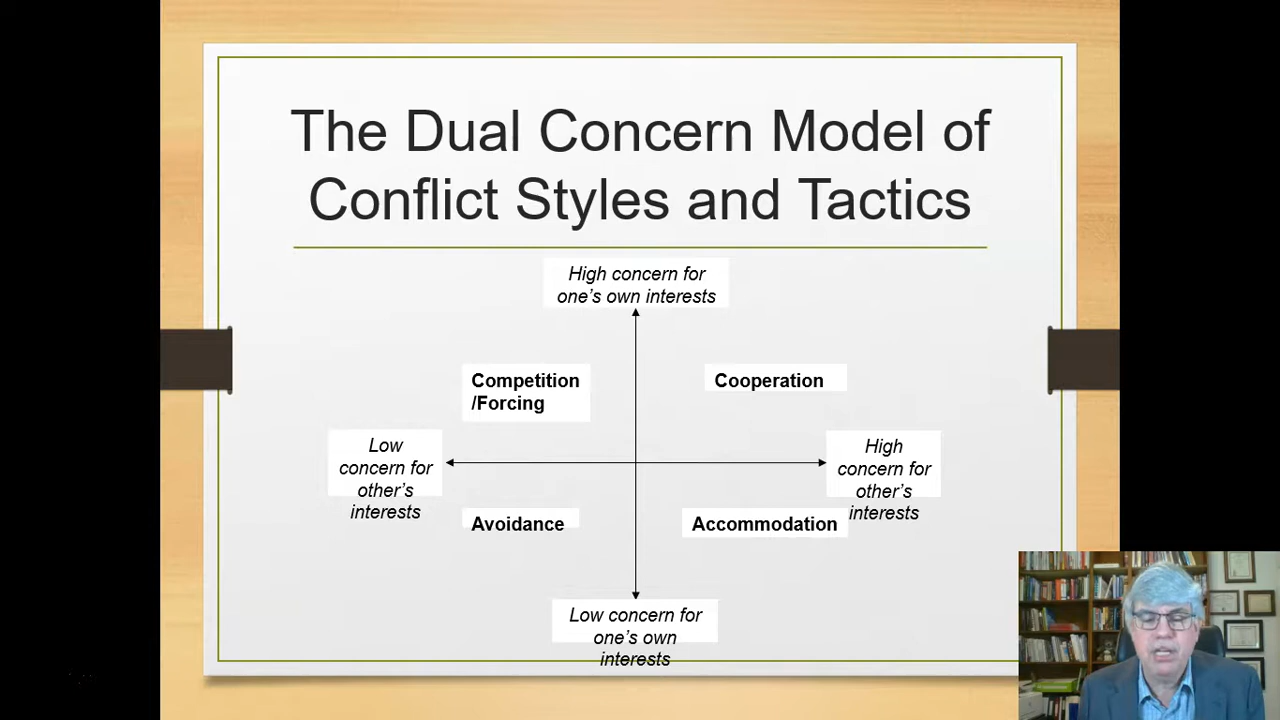 The Dual Concern Model of
Conflict Styles and Tactics
High concern for
one's own interests
Competition
/Forcing
Cooperation
Low
concern for
other's
interests
High
concern for
other's
interests
Avoidance
Accommodation
Low concern for
one's own
interests